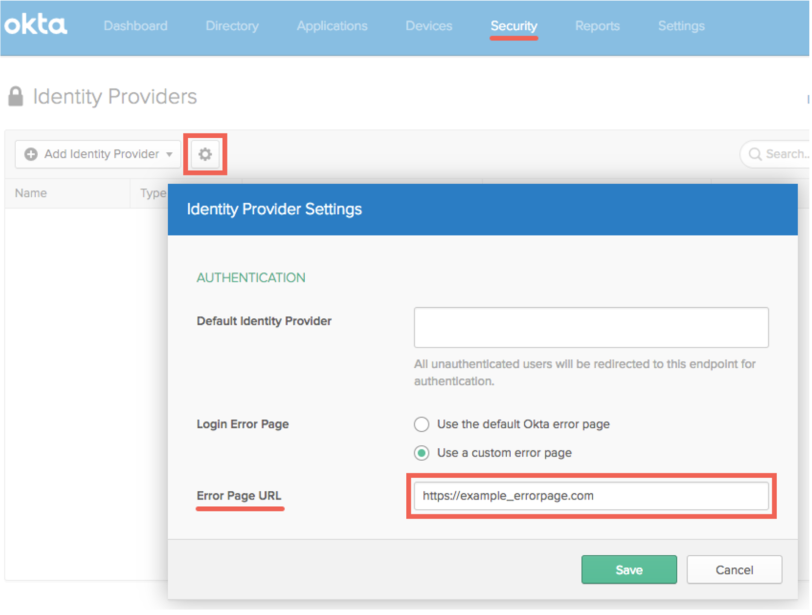 okta Dashboard Directory Applications Devices Security Reports Settings
Identity Providers
Add Identity Provider Search..
Name Type
Identity Provider Settings
AUTHENTICATION
Default Identity Provider
All unauthenticated users will be redirected to this endpoint for
authentication.
Login Error Page Use the default Okta error page
Use a custom error page
Error Page URL https://example_errorpage.com
Save Cancel